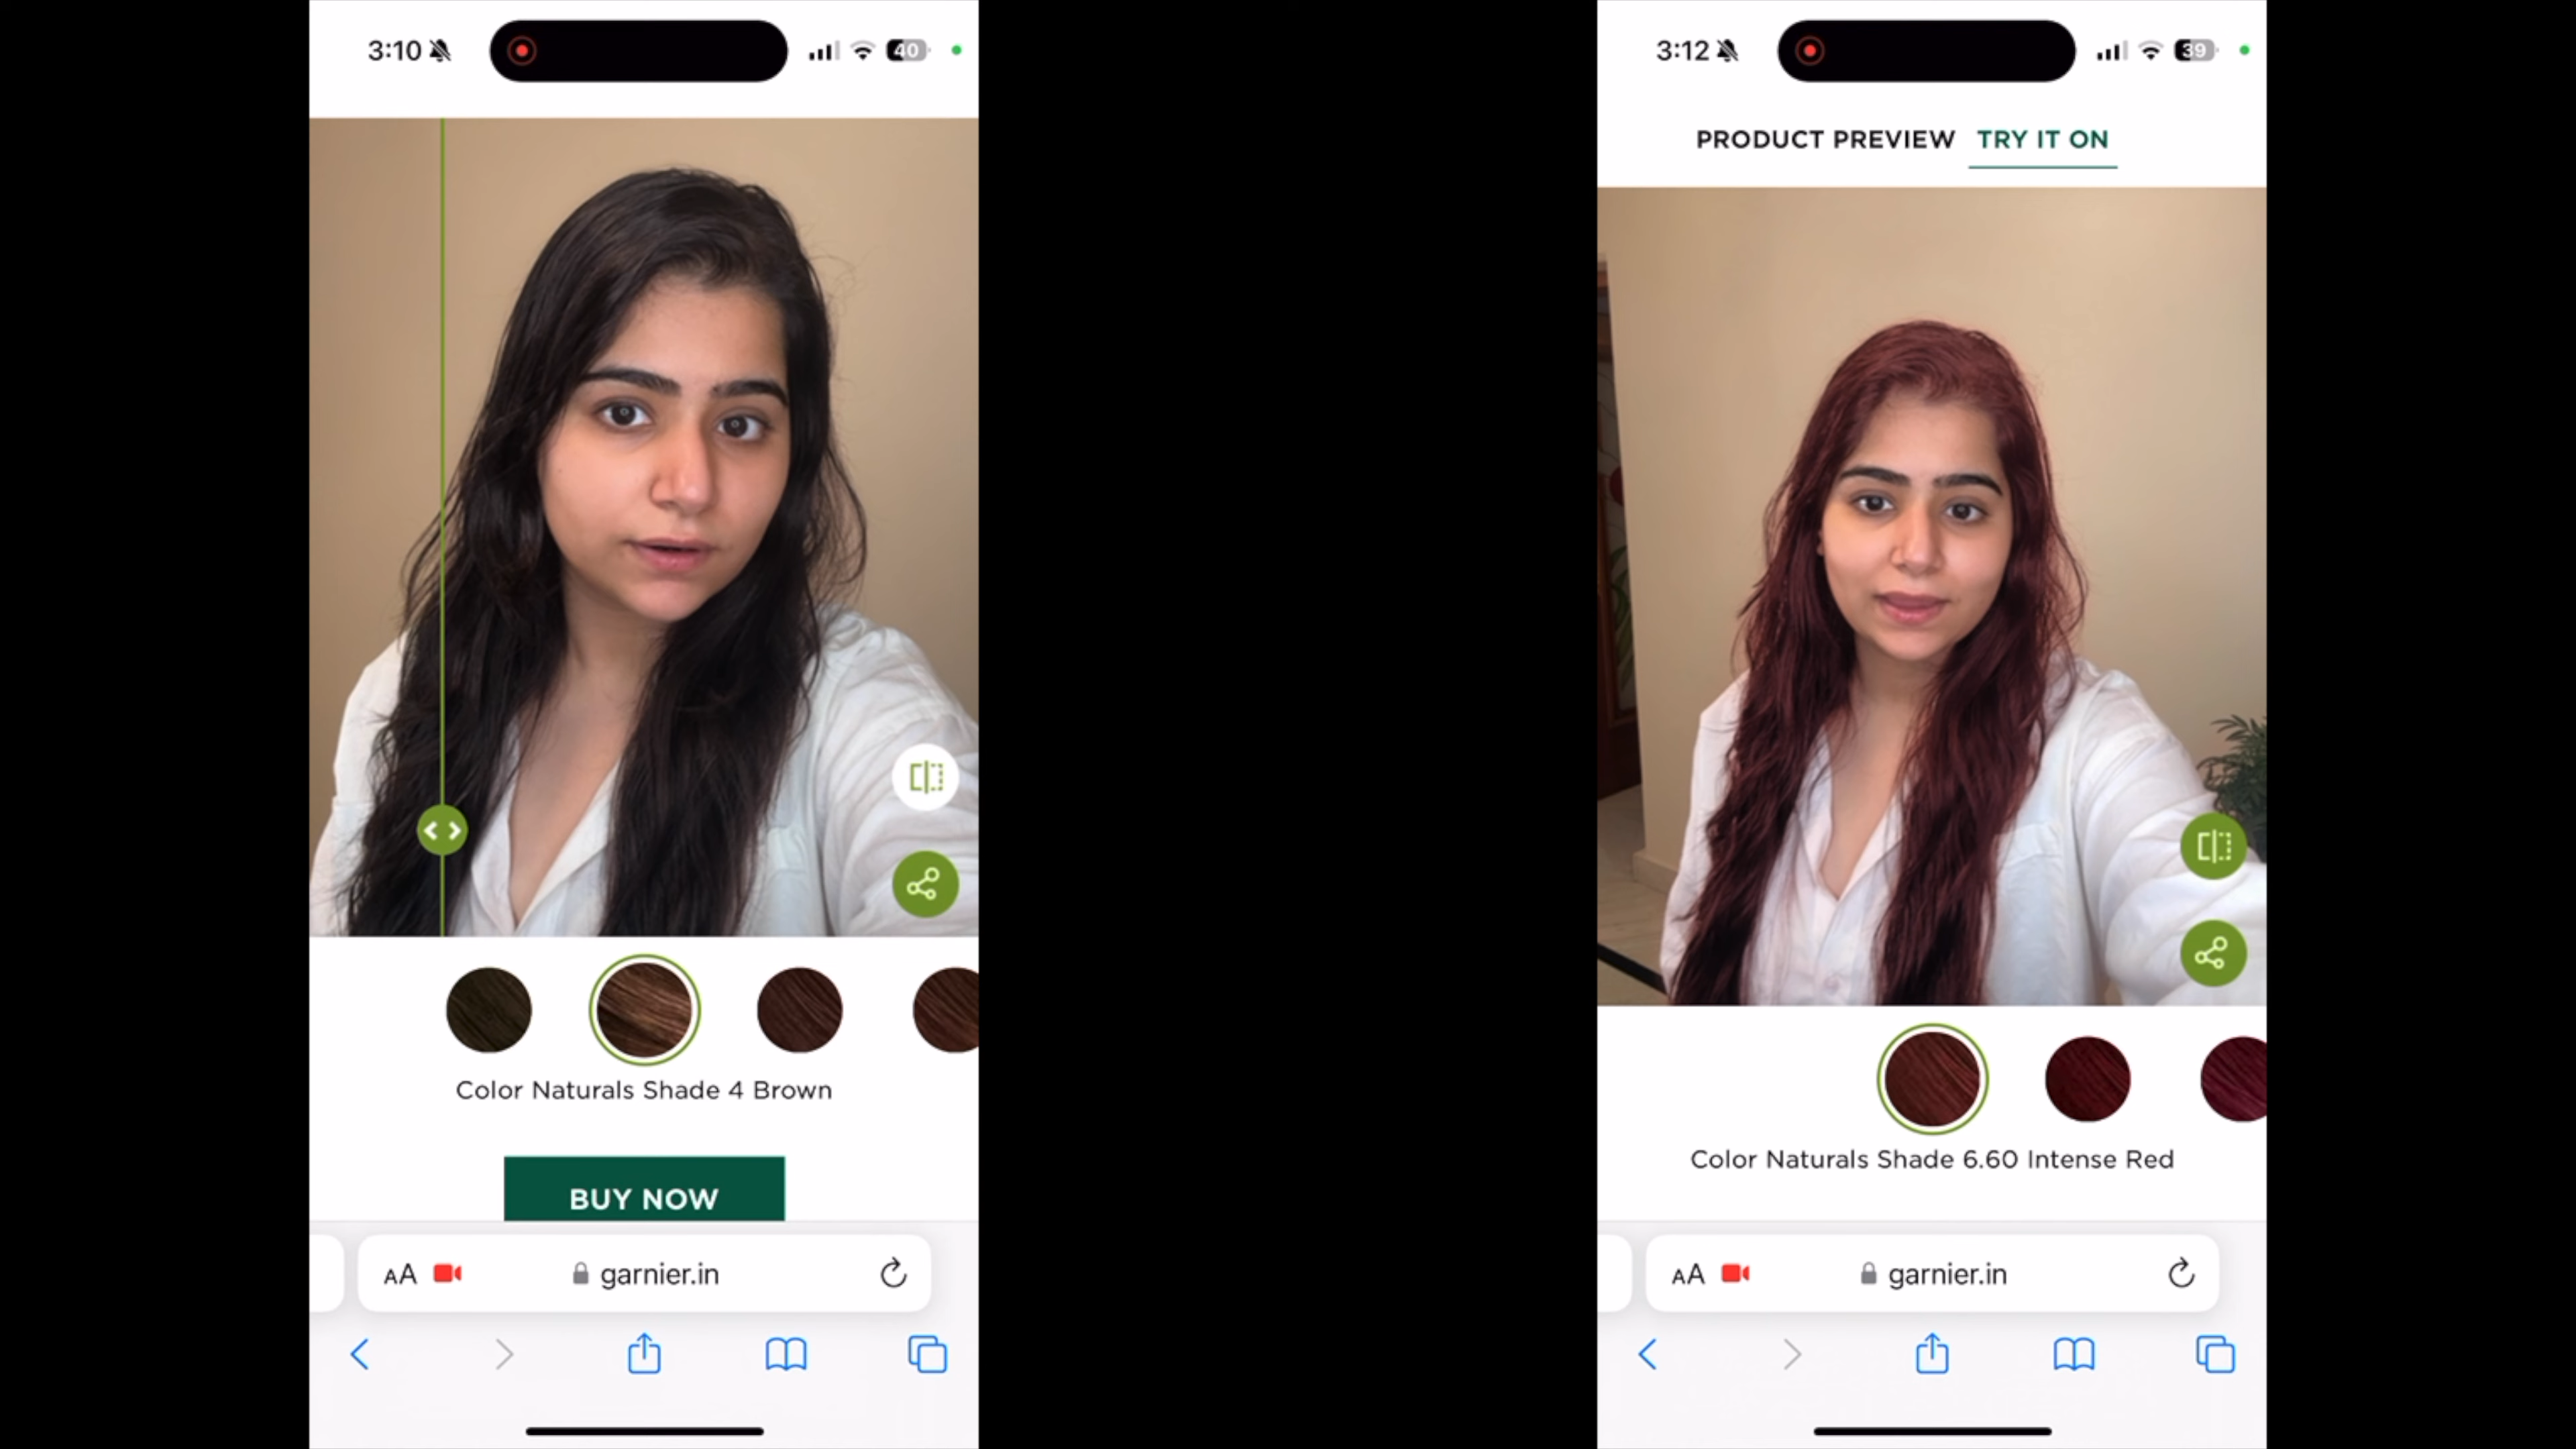 3:10
40
Color Naturals Shade 4 Brown
BUY NOW
AA
garnier.in
3:12
39
PRODUCT PREVIEW
TRY IT ON
Color Naturals Shade 6.60 Intense Red
AA
garnier.in